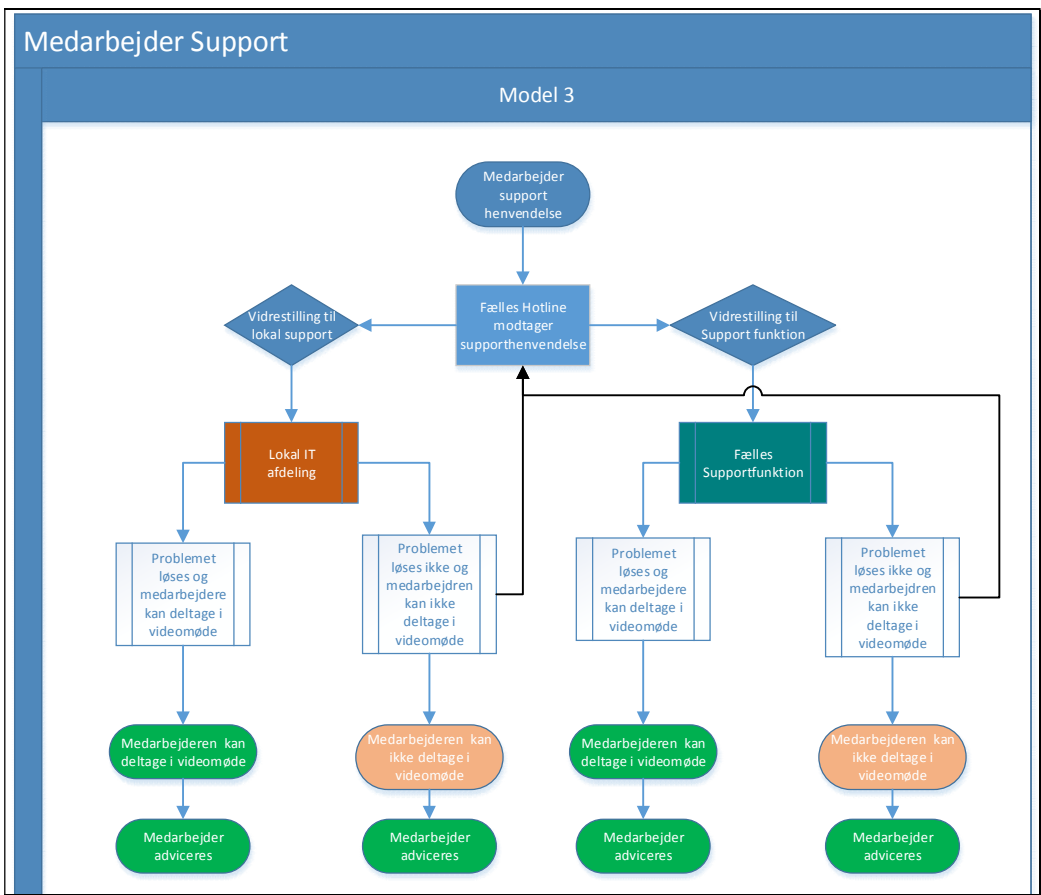 Medarbejder Support
Model 3
Medarbejder
support
henvendelse
Vidrestilling til
lokal support
Fælles Hotline
modtager
supporthenvendelse
Vidrestilling til
Support funktion
Lokal IT
afdeling
Fælles
Supportfunktion
Problemet
løses og
medarbejdere
kan deltage i
videomøde
Problemet
løses ikke og
medarbejdren
kan ikke
deltage i
videomøde
Problemet
løses og
medarbejdere
kan deltage i
videomøde
Problemet
løses ikke og
medarbejdren
kan ikke
deltage i
videomøde
Medarbejderen kan
deltage i videomøde
Medarbejderen kan
ikke deltage i
videomøde
Medarbejderen kan
deltage i videomøde
Medarbejderen kan
ikke deltage i
videomøde
Medarbejder
adviceres
Medarbejder
adviceres
Medarbejder
adviceres
Medarbejder
adviceres